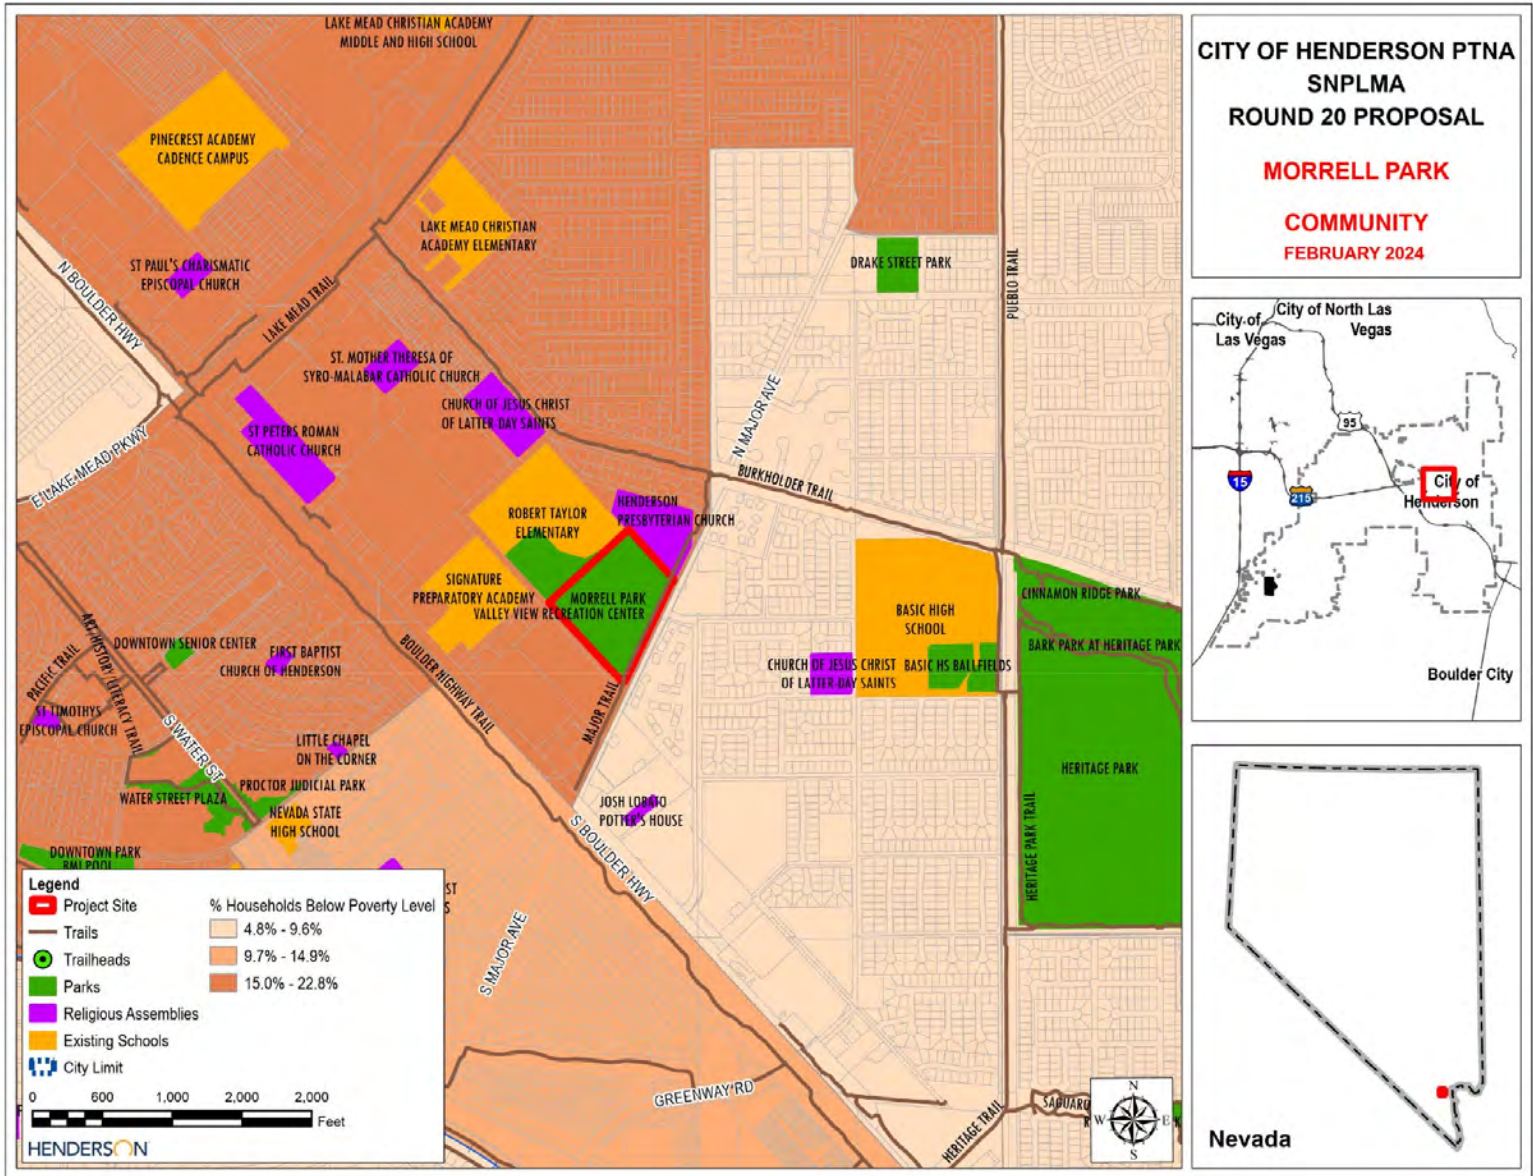 LAKE MEAD CHRISTIAN ACADEMY
MIDDLE AND HIGH SCHOOL
PINECREST ACADEMY
CADENCE CAMPUS
LAKE MEAD CHRISTIAN
ACADEMY ELEMENTARY
ST PAUL'S CHARISMATIC
EPISCOPAL CHURCH
N BOULDER HWY
LAKE MEAD TRAIL
DRAKE STREET PARK
PUEBLO TRAIL
ST. MOTHER THERESA OF
SYRO-MALABAR CATHOLIC CHURCH
CHURCH OF JESUS CHRIST
OF LATTER-DAY SAINTS
N MAJOR AVE
ST PETERS ROMAN
CATHOLIC CHURCH
E LAKE MEAD PKWY
BURKHOLDER TRAIL
HENDERSON
PRESBYTERIAN CHURCH
ROBERT TAYLOR
ELEMENTARY
SIGNATURE
PREPARATORY ACADEMY
MORRELL PARK
VALLEY VIEW RECREATION CENTER
BASIC HIGH
SCHOOL
CINNAMON RIDGE PARK
BARK PARK AT HERITAGE PARK
CHURCH OF JESUS CHRIST
OF LATTER-DAY SAINTS
BASIC HS BALLFIELDS
ART HISTORY/LITERACY TRAIL
DOWNTOWN SENIOR CENTER
FIRST BAPTIST
CHURCH OF HENDERSON
BOULDER HIGHWAY TRAIL
PACIFIC TRAIL
ST TIMOTHYS
EPISCOPAL CHURCH
S WATER ST
MAJOR TRAIL
LITTLE CHAPEL
ON THE CORNER
PROCTOR JUDICIAL PARK
WATER STREET PLAZA
NEVADA STATE
HIGH SCHOOL
JOSH LOBATO
POTTER'S HOUSE
HERITAGE PARK
HERITAGE PARK TRAIL
S BOULDER HWY
DOWNTOWN PARK
BMI POOL
ST
S
S MAJOR AVE
GREENWAY RD
HERITAGE TRAIL
SAGUARO
R
K
N
W E
S
Legend
Project Site
Trails
Trailheads
Parks
Religious Assemblies
Existing Schools
City Limit
% Households Below Poverty Level
4.8% - 9.6%
9.7% - 14.9%
15.0% - 22.8%
0 600 1,000 2,000 2,000
Feet
HENDERSON
CITY OF HENDERSON PTNA
SNPLMA
ROUND 20 PROPOSAL
MORRELL PARK
COMMUNITY
FEBRUARY 2024
City of
Las Vegas
City of North Las
Vegas
95
15
215
City of
Henderson
Boulder City
Nevada